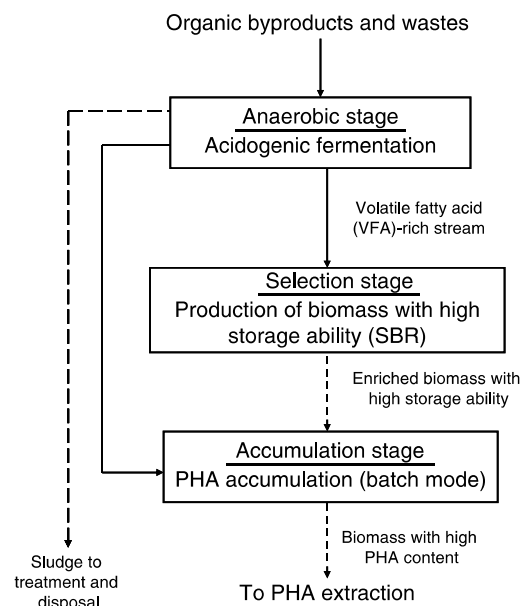 Organic byproducts and wastes
Anaerobic stage
Acidogenic fermentation
Volatile fatty acid
(VFA)-rich stream
Selection stage
Production of biomass with high
storage ability (SBR)
Enriched biomass with
high storage ability
Accumulation stage
PHA accumulation (batch mode)
Biomass with high
PHA content
Sludge to
treatment and
disposal
To PHA extraction